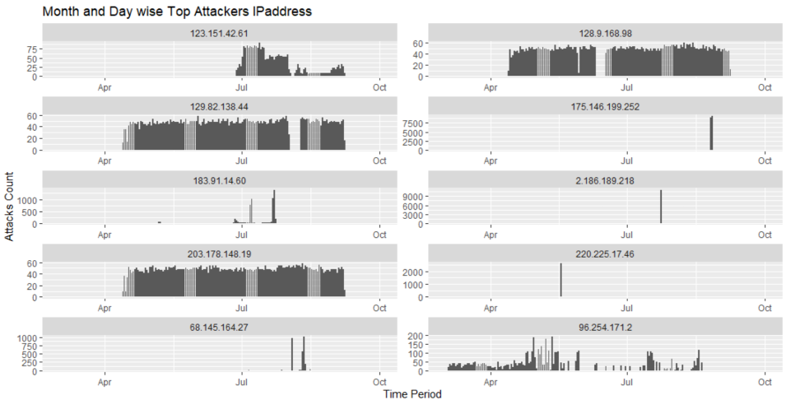 Month and Day wise Top Attackers IPaddress
123.151.42.61
128.9.168.98
75
50
25
0
60
40
20
0
Apr
Jul
Oct
Apr
Jul
Oct
129.82.138.44
175.146.199.252
60
40
20
0
7500
5000
2500
0
Apr
Jul
Oct
Apr
Jul
Oct
183.91.14.60
2.186.189.218
1000
500
0
9000
6000
3000
0
Apr
Jul
Oct
Apr
Jul
Oct
203.178.148.19
220.225.17.46
60
40
20
0
2000
1000
0
Apr
Jul
Oct
Apr
Jul
Oct
68.145.164.27
96.254.171.2
1000
750
500
250
0
200
150
100
50
0
Apr
Jul
Oct
Apr
Jul
Oct
Attacks Count
Time Period